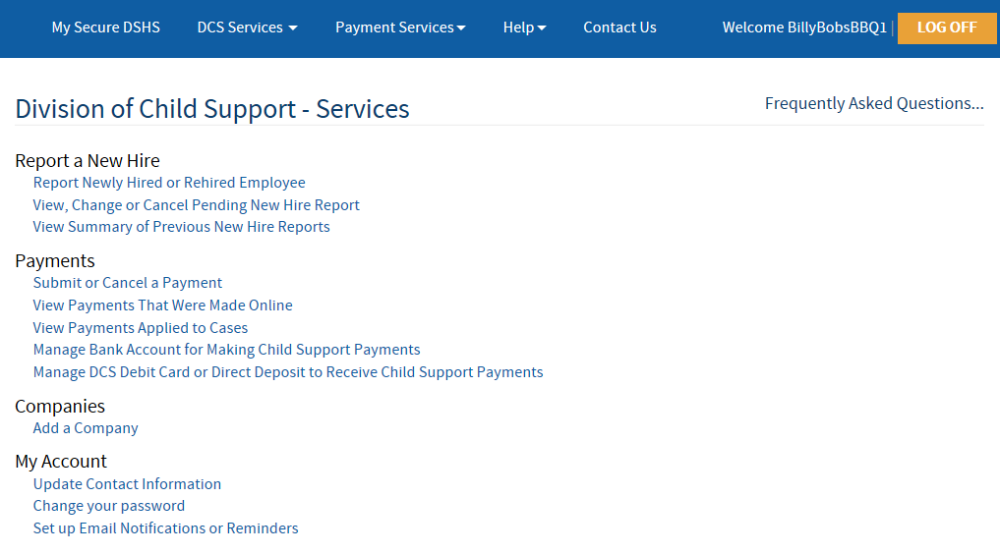 My Secure DSHS DCS Services Payment Services Help Contact Us Welcome BillyBobsBBQ1 | LOG OFF
Division of Child Support - Services Frequently Asked Questions...
Report a New Hire
Report Newly Hired or Rehired Employee
View, Change or Cancel Pending New Hire Report
View Summary of Previous New Hire Reports
Payments
Submit or Cancel a Payment
View Payments That Were Made Online
View Payments Applied to Cases
Manage Bank Account for Making Child Support Payments
Manage DCS Debit Card or Direct Deposit to Receive Child Support Payments
Companies
Add a Company
My Account
Update Contact Information
Change your password
Set up Email Notifications or Reminders